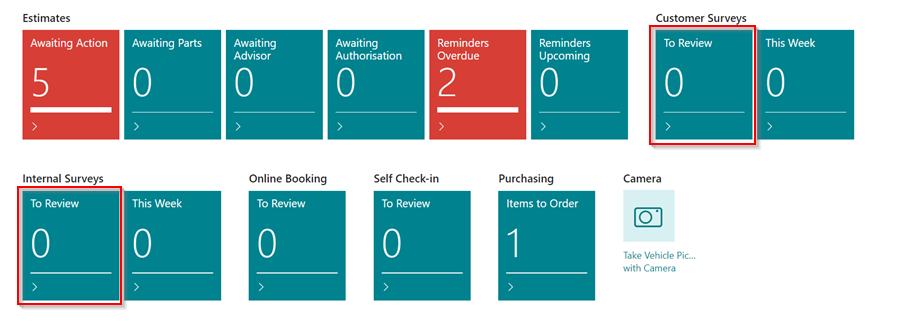 Estimates
Customer Surveys
Awaiting Action
5
Awaiting Parts
0
Awaiting
Advisor
0
Awaiting
Authorisation
0
Reminders
Overdue
2
Reminders
Upcoming
0
To Review
0
This Week
0
Internal Surveys
Online Booking
Self Check-in
Purchasing
Camera
To Review
0
This Week
0
To Review
0
To Review
0
Items to Order
1
Take Vehicle Pic...
with Camera